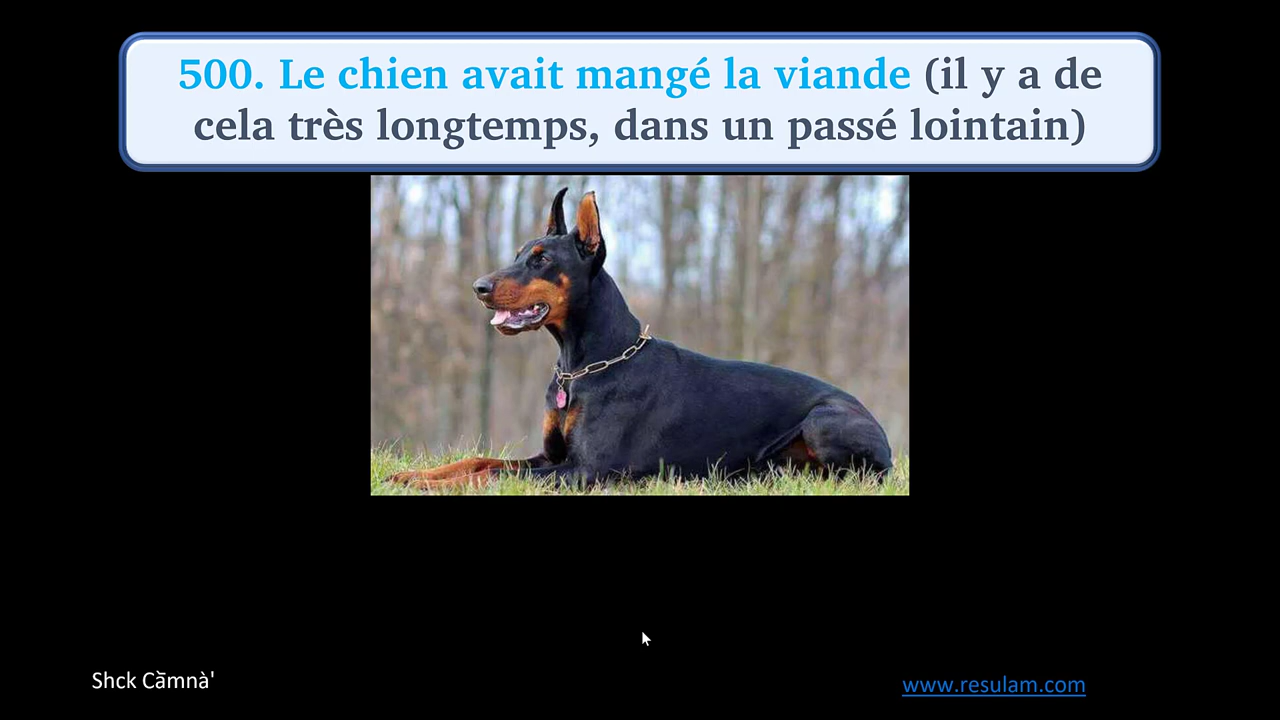 500. Le chien avait mangé la viande (il y a de
cela très longtemps, dans un passé lointain)
Shck Cãmnà'
www.resulam.com